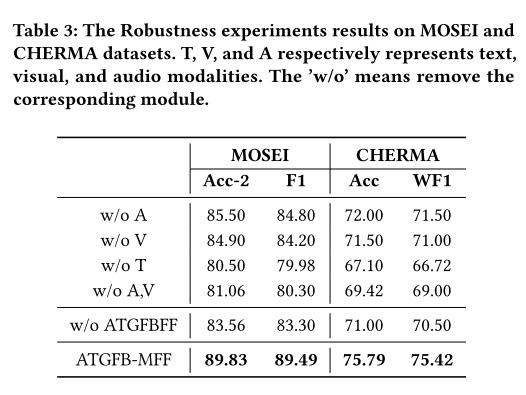 Table 3: The Robustness experiments results on MOSEI and
CHERMA datasets. T, V, and A respectively represents text,
visual, and audio modalities. The 'w/o' means remove the
corresponding module.
MOSEI CHERMA
Acc-2 F1 Acc WF1
w/o A 85.50 84.80 72.00 71.50
w/o V 84.90 84.20 71.50 71.00
w/o T 80.50 79.98 67.10 66.72
w/o A,V 81.06 80.30 69.42 69.00
w/o ATGFBFF 83.56 83.30 71.00 70.50
ATGFB-MFF 89.83 89.49 75.79 75.42